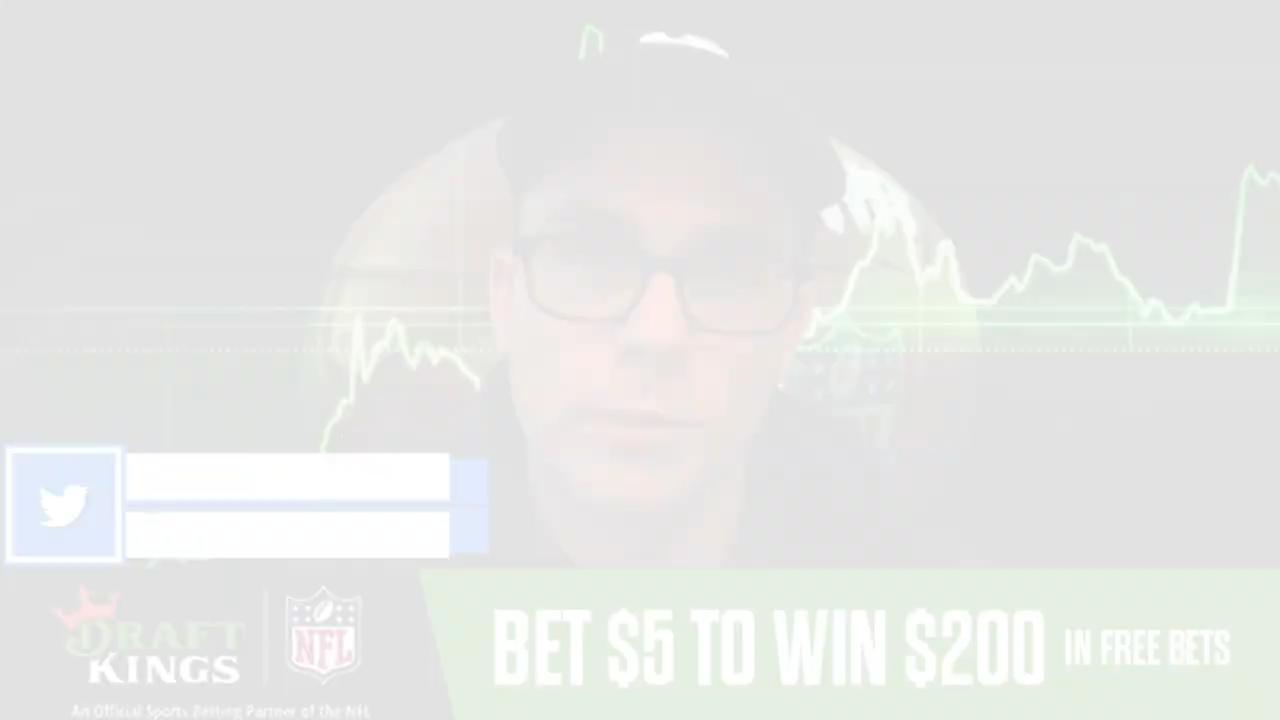 DRAFT
KINGS
NFL
An Official Sports Betting Partner of the NFL
BET $5 TO WIN $200 IN FREE BETS